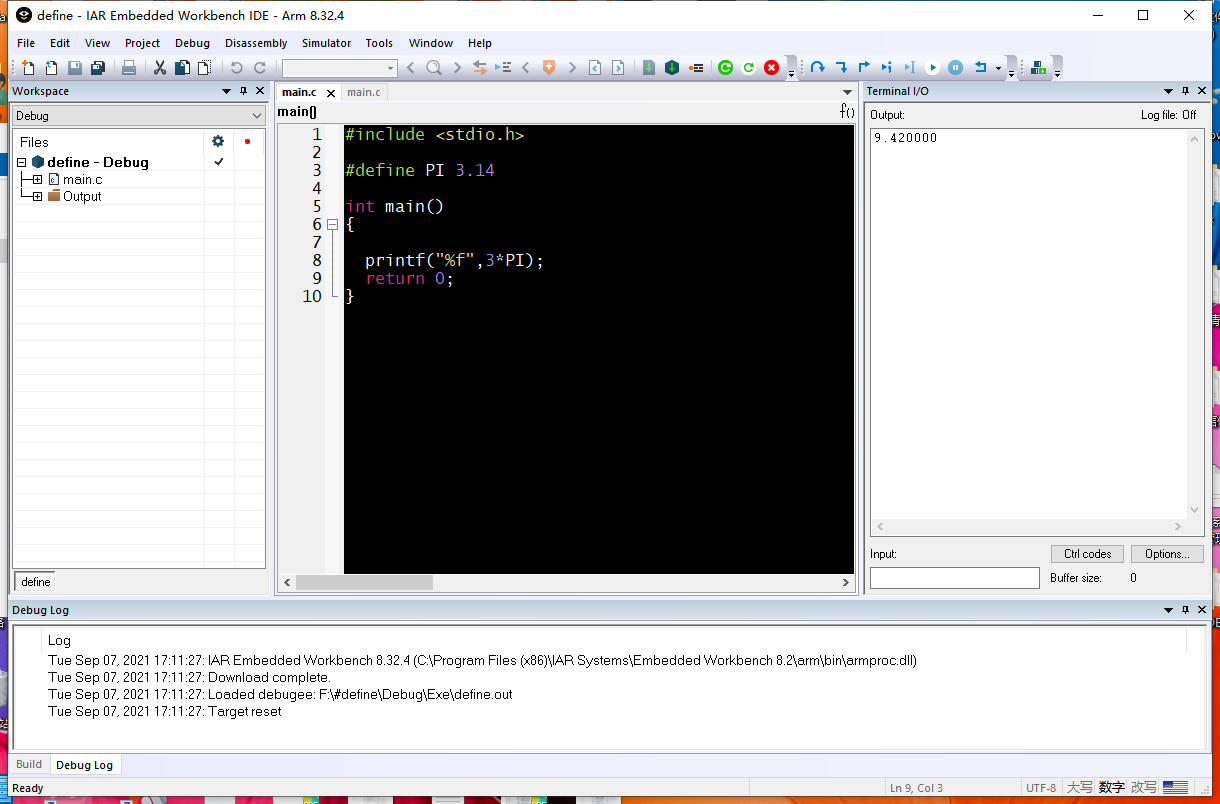 define - IAR Embedded Workbench IDE - Arm 8.32.4
File Edit View Project Debug Disassembly Simulator Tools Window Help
Workspace
Debug
Files
define - Debug
main.c
Output
define
main.c main.c
main()
f()
1 #include <stdio.h>
2
3 #define PI 3.14
4
5 int main()
6 {
7
8 printf("%f",3*PI);
9 return 0;
10 }
Terminal I/O
Output: Log file: Off
9.420000
Input: Ctrl codes Options...
Buffer size: 0
Debug Log
Log
Tue Sep 07, 2021 17:11:27: IAR Embedded Workbench 8.32.4 (C:\Program Files (x86)\IAR Systems\Embedded Workbench 8.2\arm\bin\armproc.dll)
Tue Sep 07, 2021 17:11:27: Download complete.
Tue Sep 07, 2021 17:11:27: Loaded debugee: F:\#define\Debug\Exe\define.out
Tue Sep 07, 2021 17:11:27: Target reset
Build Debug Log
Ready Ln 9, Col 3 UTF-8 大写 数字 改写